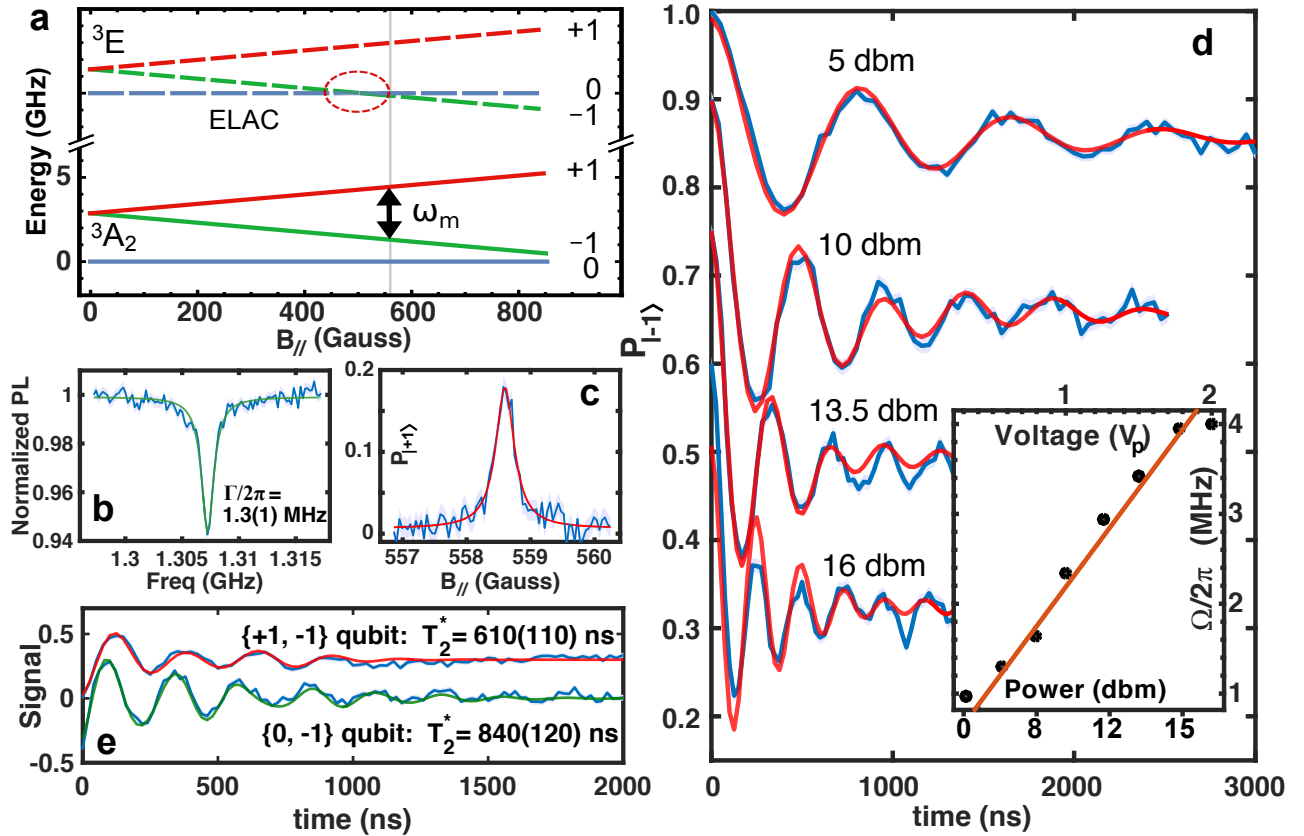 a
³E
+1
0
−1
ELAC
5
+1
ωₘ
³A₂
−1
0
0
Energy (GHz)
0 200 400 600 800
B// (Gauss)
b
1
0.98
0.96
0.94
Normalized PL
Γ/2π =
1.3(1) MHz
1.3 1.305 1.31 1.315
Freq (GHz)
c
0.2
0.1
0
P|+1⟩
557 558 559 560
B// (Gauss)
d
1.0
0.9
0.8
0.7
0.6
0.5
0.4
0.3
0.2
P|-1⟩
5 dbm
10 dbm
13.5 dbm
16 dbm
0 1000 2000 3000
time (ns)
1 2
Voltage (Vₚ)
4
3
2
1
Ω/2π (MHz)
Power (dbm)
0 8 12 15
e
0.5
0
-0.5
Signal
{+1, -1} qubit: T₂* = 610(110) ns
{0, -1} qubit: T₂* = 840(120) ns
0 500 1000 1500 2000
time (ns)